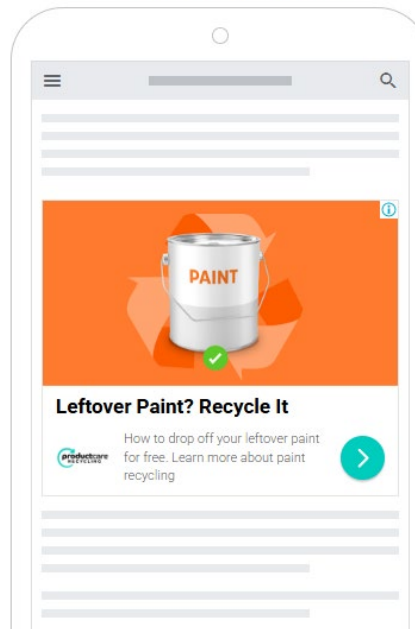 PAINT
Leftover Paint? Recycle It
productcare
RECYCLING
How to drop off your leftover paint
for free. Learn more about paint
recycling